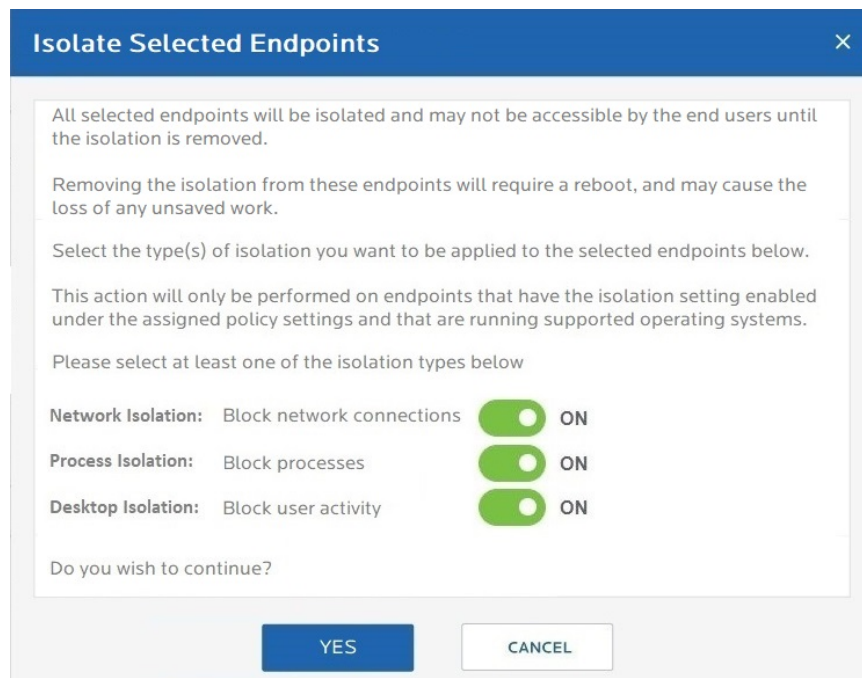 Isolate Selected Endpoints
All selected endpoints will be isolated and may not be accessible by the end users until
the isolation is removed.
Removing the isolation from these endpoints will require a reboot, and may cause the
loss of any unsaved work.
Select the type(s) of isolation you want to be applied to the selected endpoints below.
This action will only be performed on endpoints that have the isolation setting enabled
under the assigned policy settings and that are running supported operating systems.
Please select at least one of the isolation types below
Network Isolation: Block network connections ON
Process Isolation: Block processes ON
Desktop Isolation: Block user activity ON
Do you wish to continue?
YES CANCEL